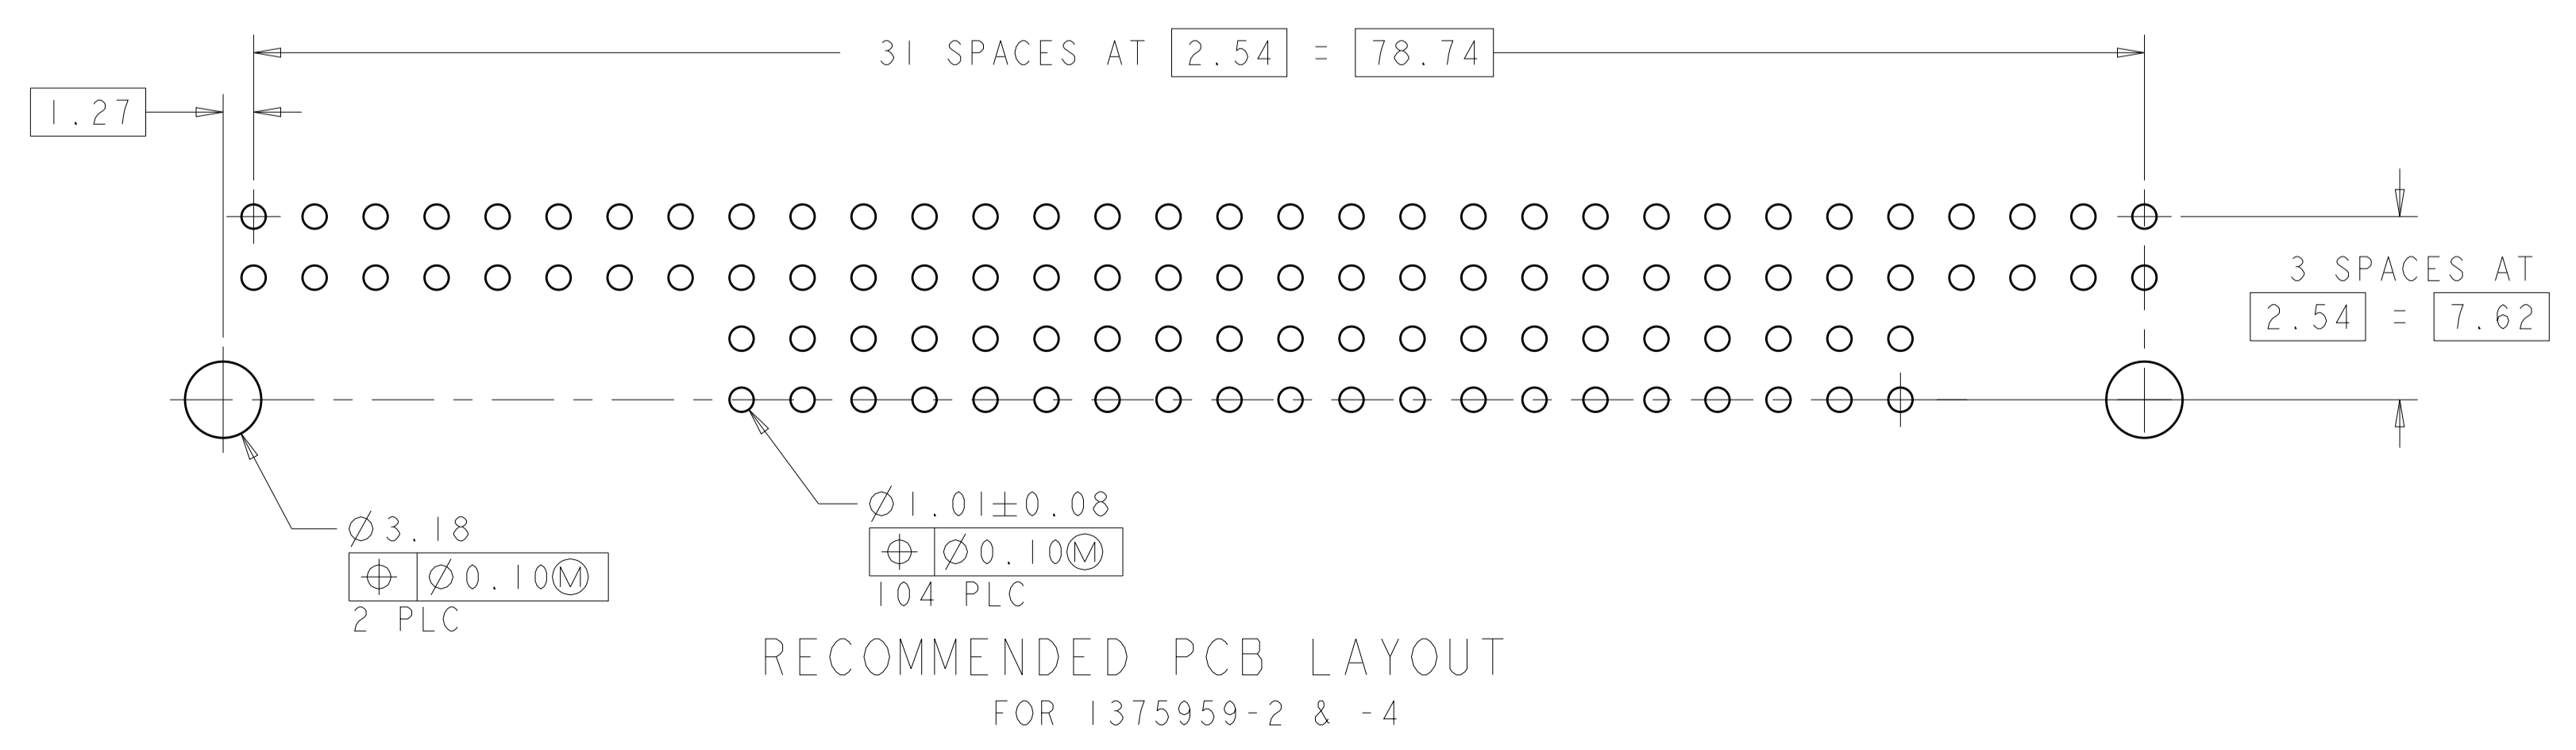 31 SPACES AT 2.54 = 78.74
1.27
3 SPACES AT
2.54 = 7.62
Ø1.01±0.08
⌖ Ø0.10Ⓜ
104 PLC
Ø3.18
⌖ Ø0.10Ⓜ
2 PLC
RECOMMENDED PCB LAYOUT
FOR 1375959-2 & -4